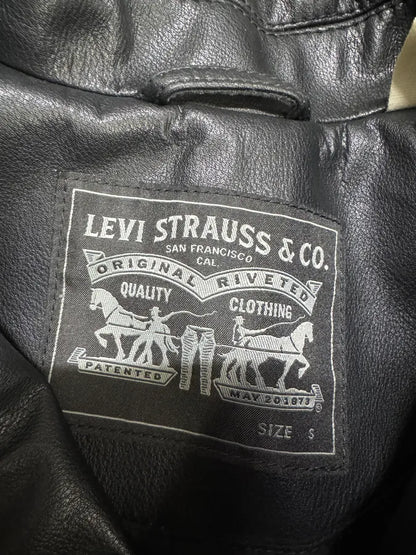 LEVI STRAUSS & CO.
SAN FRANCISCO
CAL.
ORIGINAL RIVETED
QUALITY CLOTHING
PATENTED MAY 20 1873
®
SIZE S